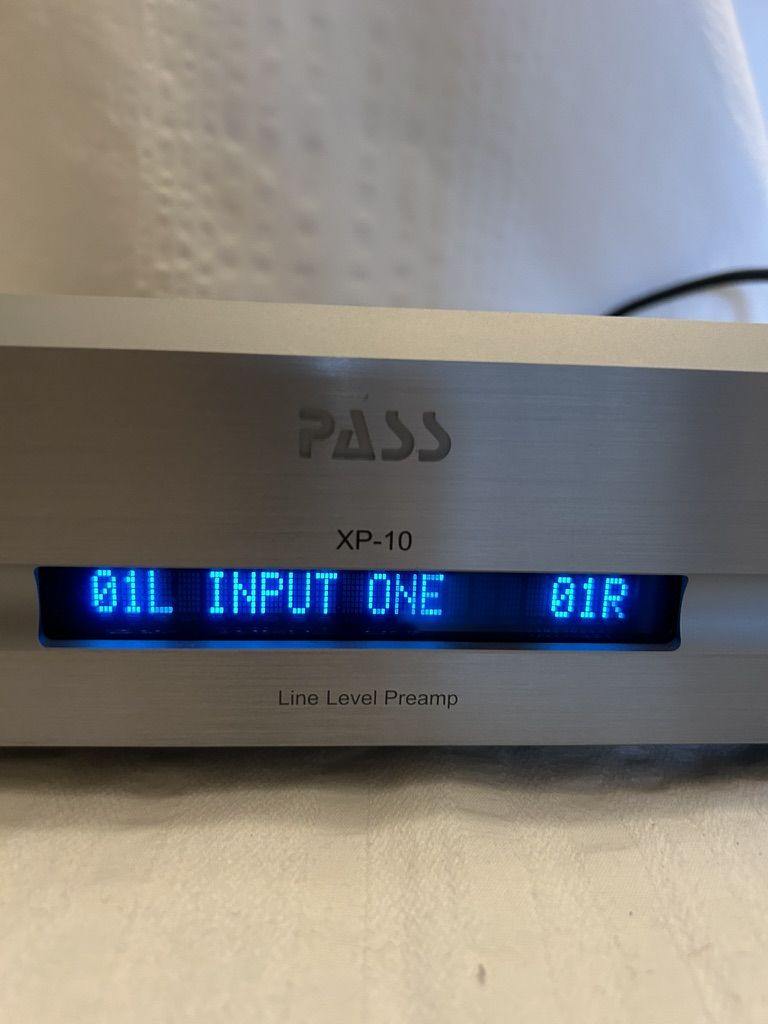 PASS
XP-10
01L INPUT ONE 01R
Line Level Preamp